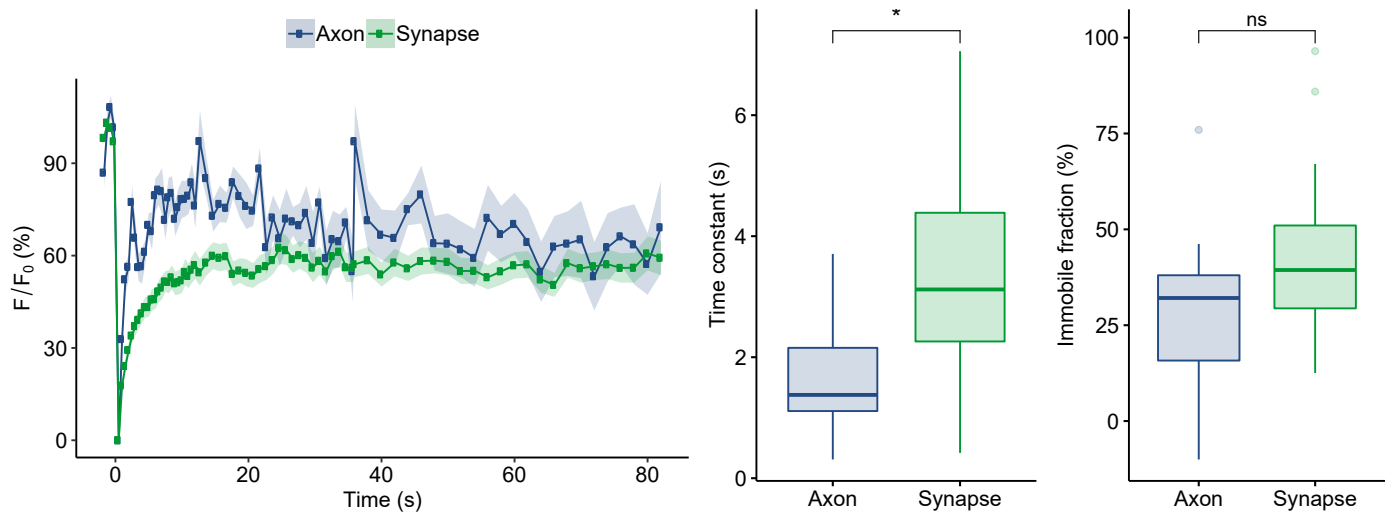 Axon Synapse
F/F0 (%)
90
60
30
0
0 20 40 60 80
Time (s)
*
Time constant (s)
6
4
2
0
Axon Synapse
ns
Immobile fraction (%)
100
75
50
25
0
Axon Synapse